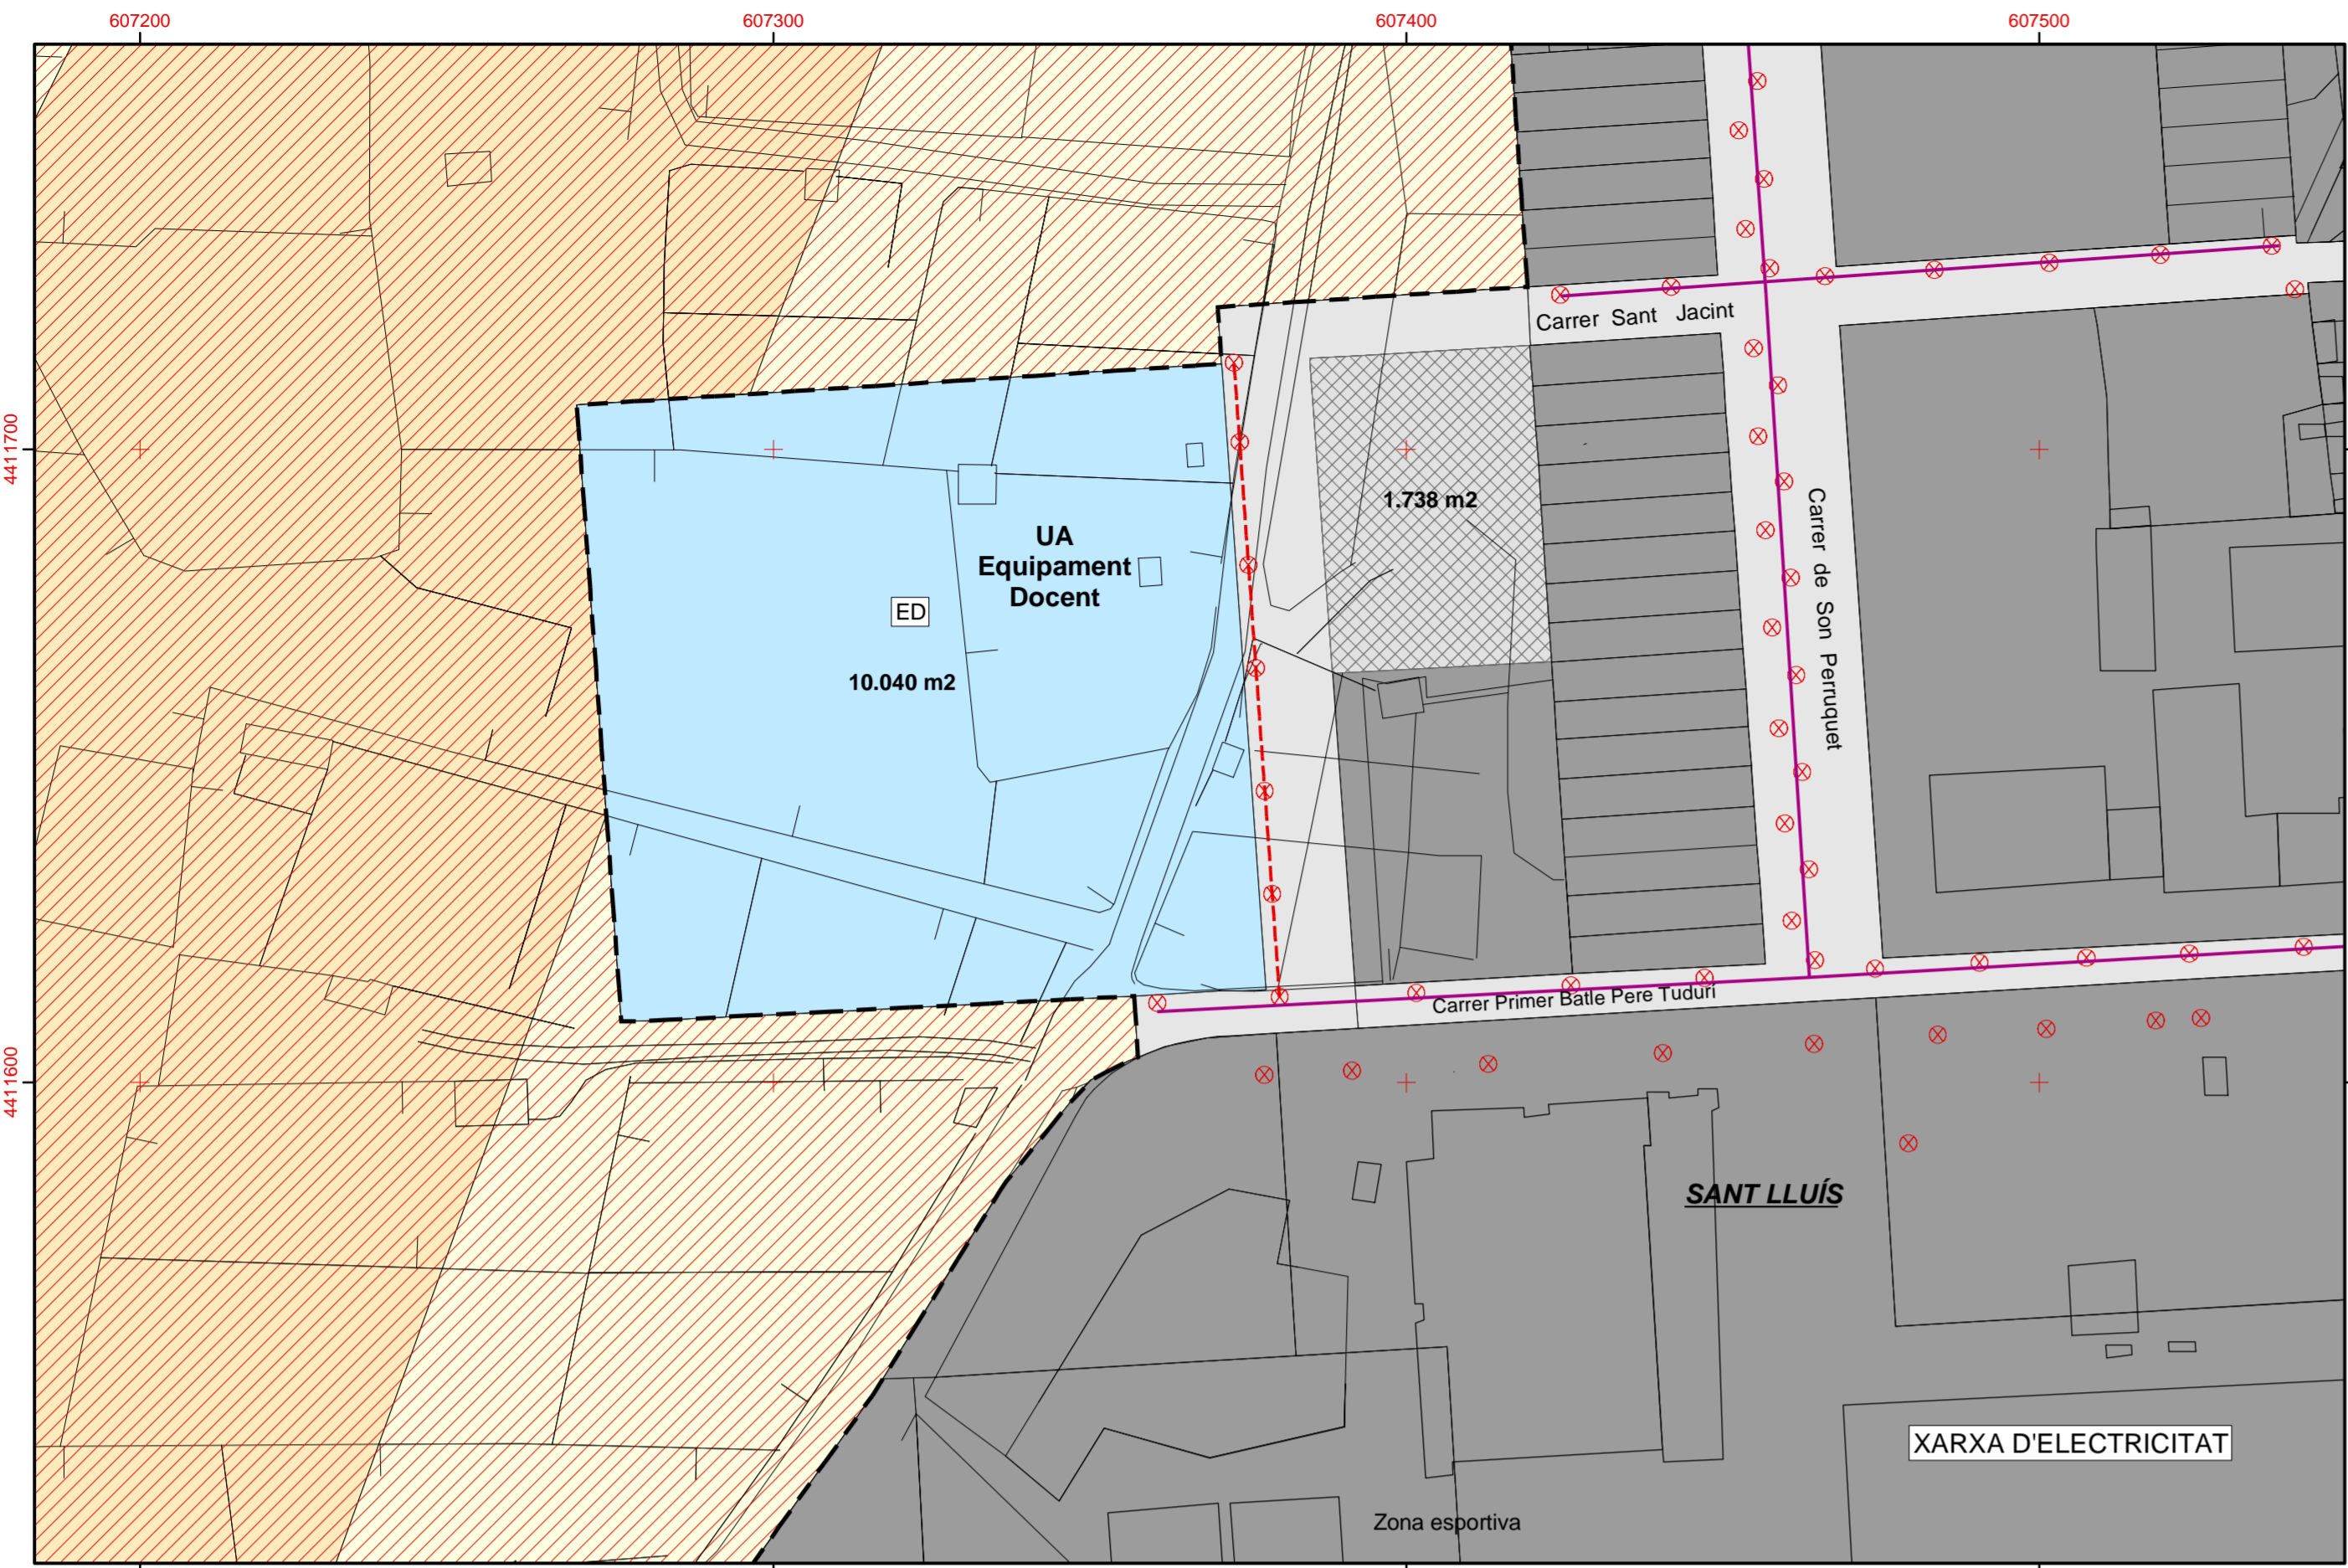 607200
607300
607400
607500
4411700
4411600
Carrer Sant Jacint
1.738 m2
UA
Equipament
Docent
ED
10.040 m2
Carrer de Son Perruquet
Carrer Primer Batle Pere Tudurí
SANT LLUÍS
XARXA D'ELECTRICITAT
Zona esportiva